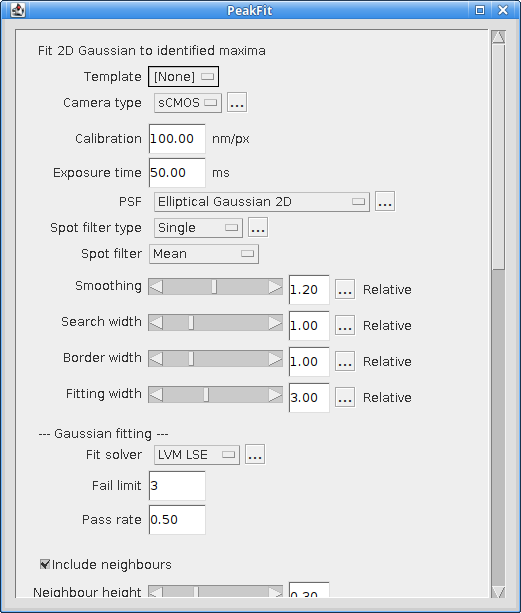 PeakFit
Fit 2D Gaussian to identified maxima
Template [None]
Camera type sCMOS ...
Calibration 100.00 nm/px
Exposure time 50.00 ms
PSF Elliptical Gaussian 2D ...
Spot filter type Single ...
Spot filter Mean
Smoothing 1.20 ... Relative
Search width 1.00 ... Relative
Border width 1.00 ... Relative
Fitting width 3.00 ... Relative
--- Gaussian fitting ---
Fit solver LVM LSE ...
Fail limit 3
Pass rate 0.50
Include neighbours
Neighbour height 0.30